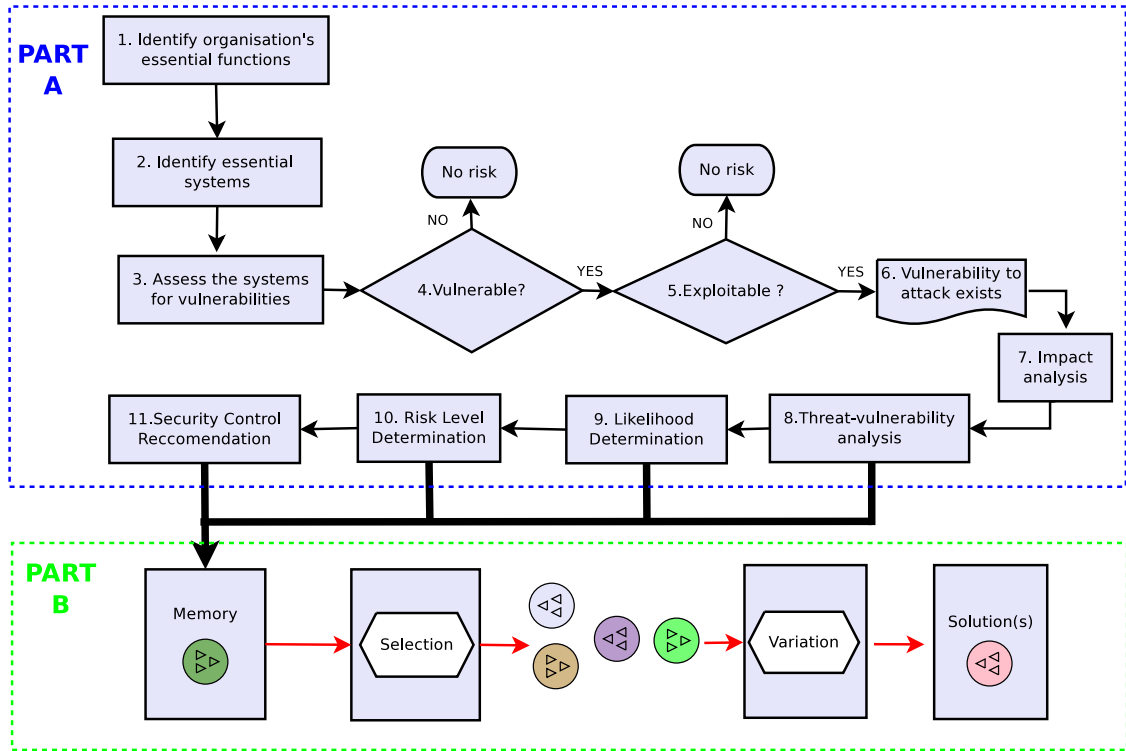 PART
A
1. Identify organisation's
essential functions
2. Identify essential
systems
3. Assess the systems
for vulnerabilities
4.Vulnerable?
NO
No risk
YES
5.Exploitable ?
NO
No risk
YES
6. Vulnerability to
attack exists
7. Impact
analysis
8.Threat-vulnerability
analysis
9. Likelihood
Determination
10. Risk Level
Determination
11.Security Control
Reccomendation
PART
B
Memory
Selection
Variation
Solution(s)